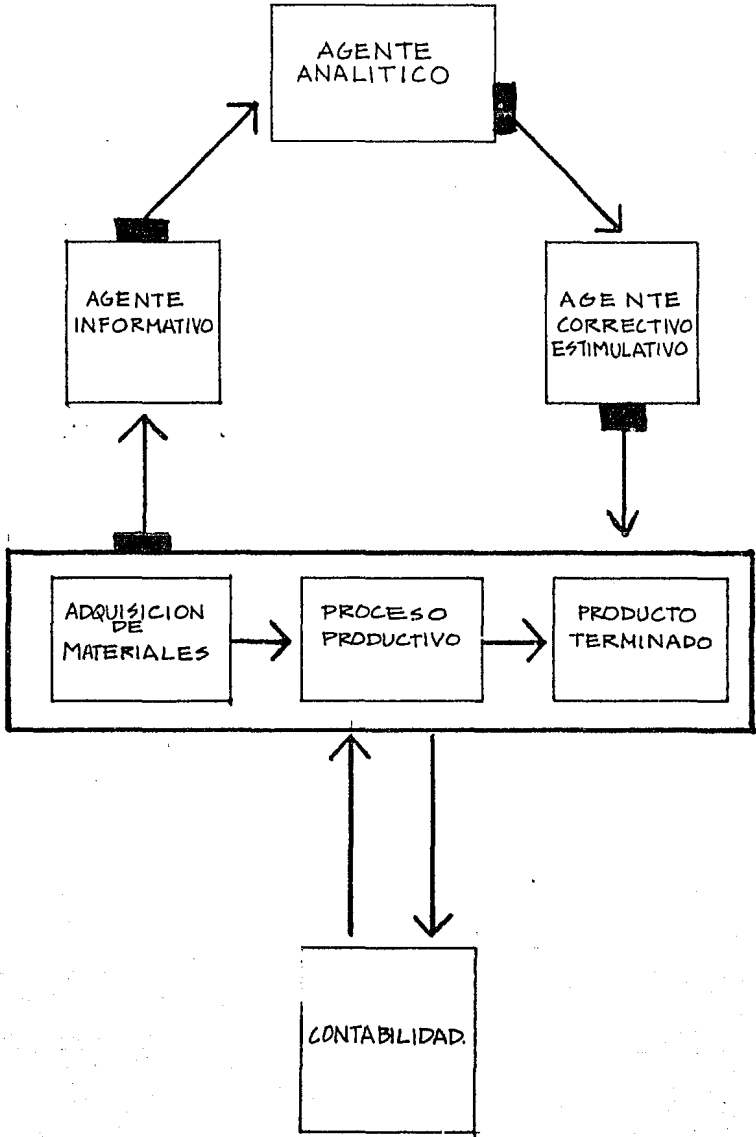 AGENTE
ANALITICO
AGENTE
INFORMATIVO
AGENTE
CORRECTIVO
ESTIMULATIVO
ADQUISICION
DE
MATERIALES
PROCESO
PRODUCTIVO
PRODUCTO
TERMINADO
CONTABILIDAD.